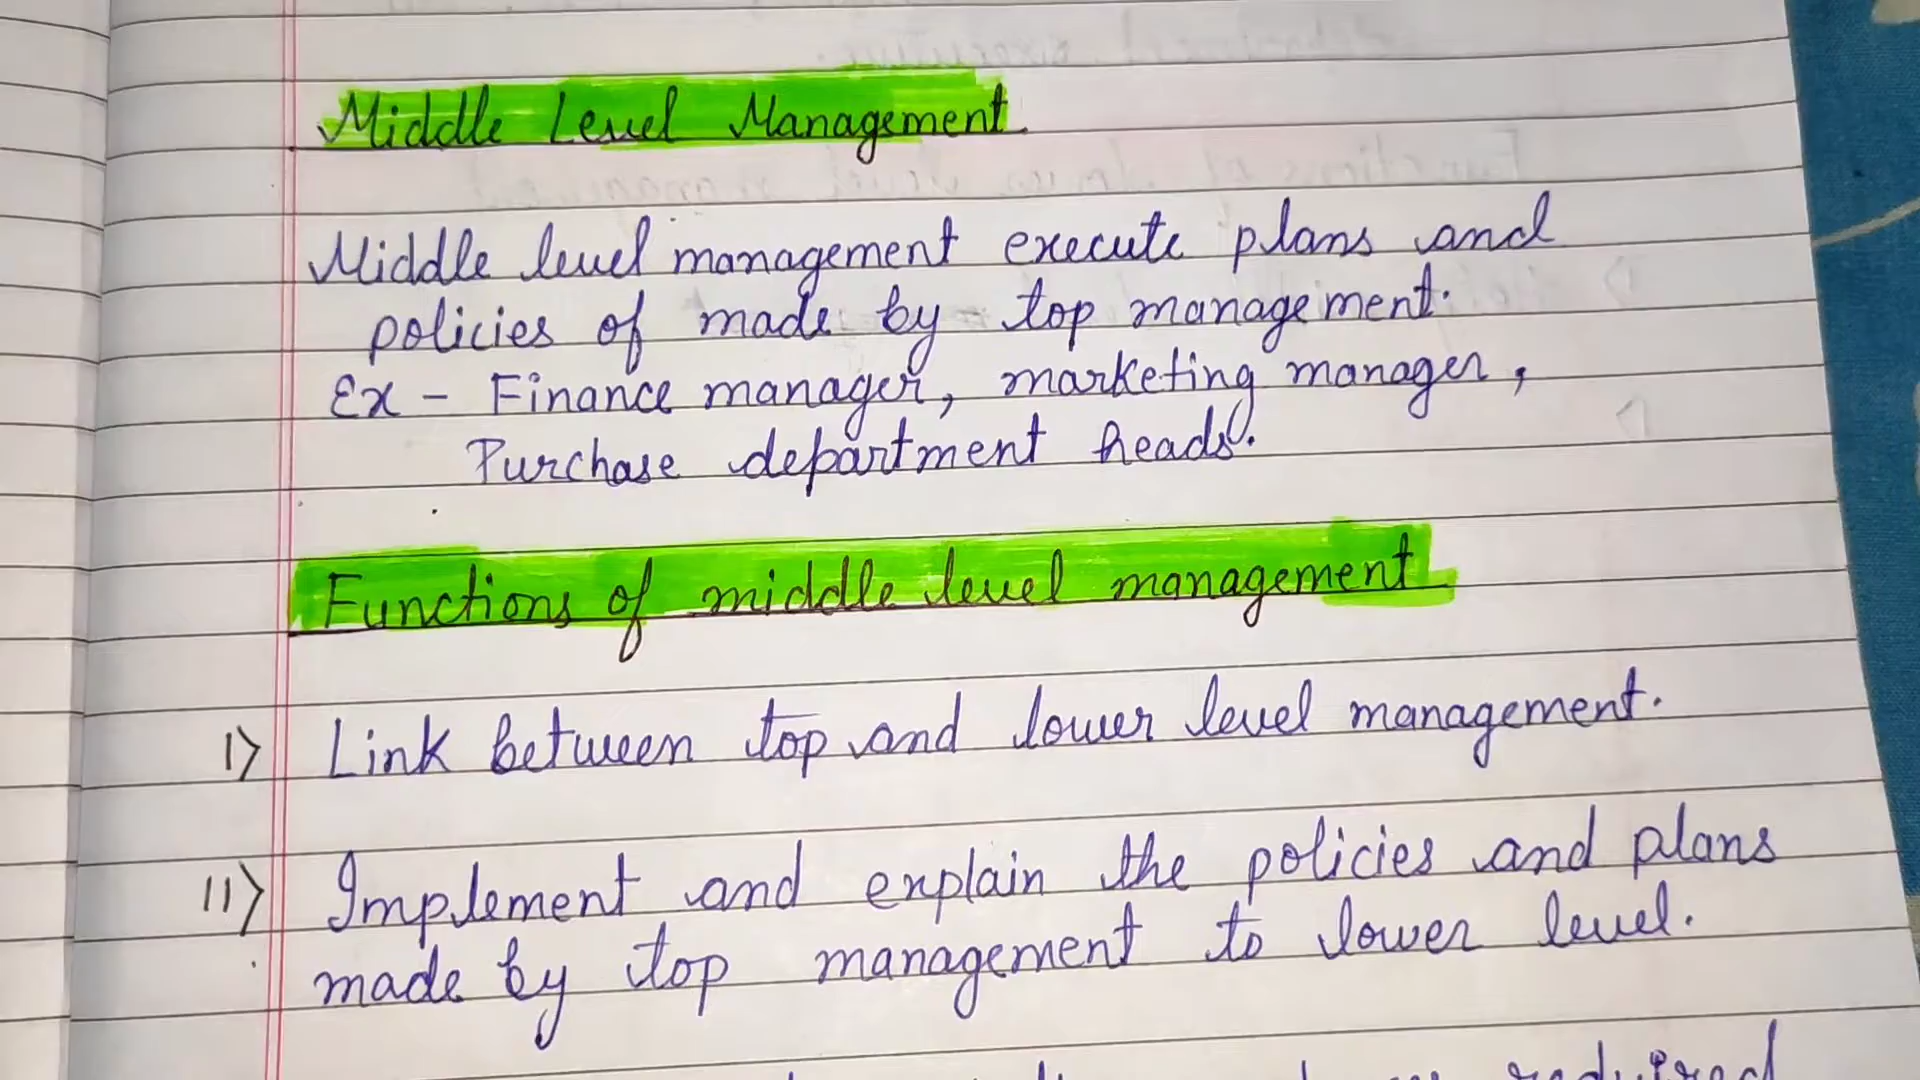 Middle Level Management
Middle level management execute plans and
policies of made by top management.
Ex - Finance manager, marketing manager,
Purchase department heads.
Functions of middle level management
1) Link between top and lower level management.
11) Implement and explain the policies and plans
made by top management to lower level.
required